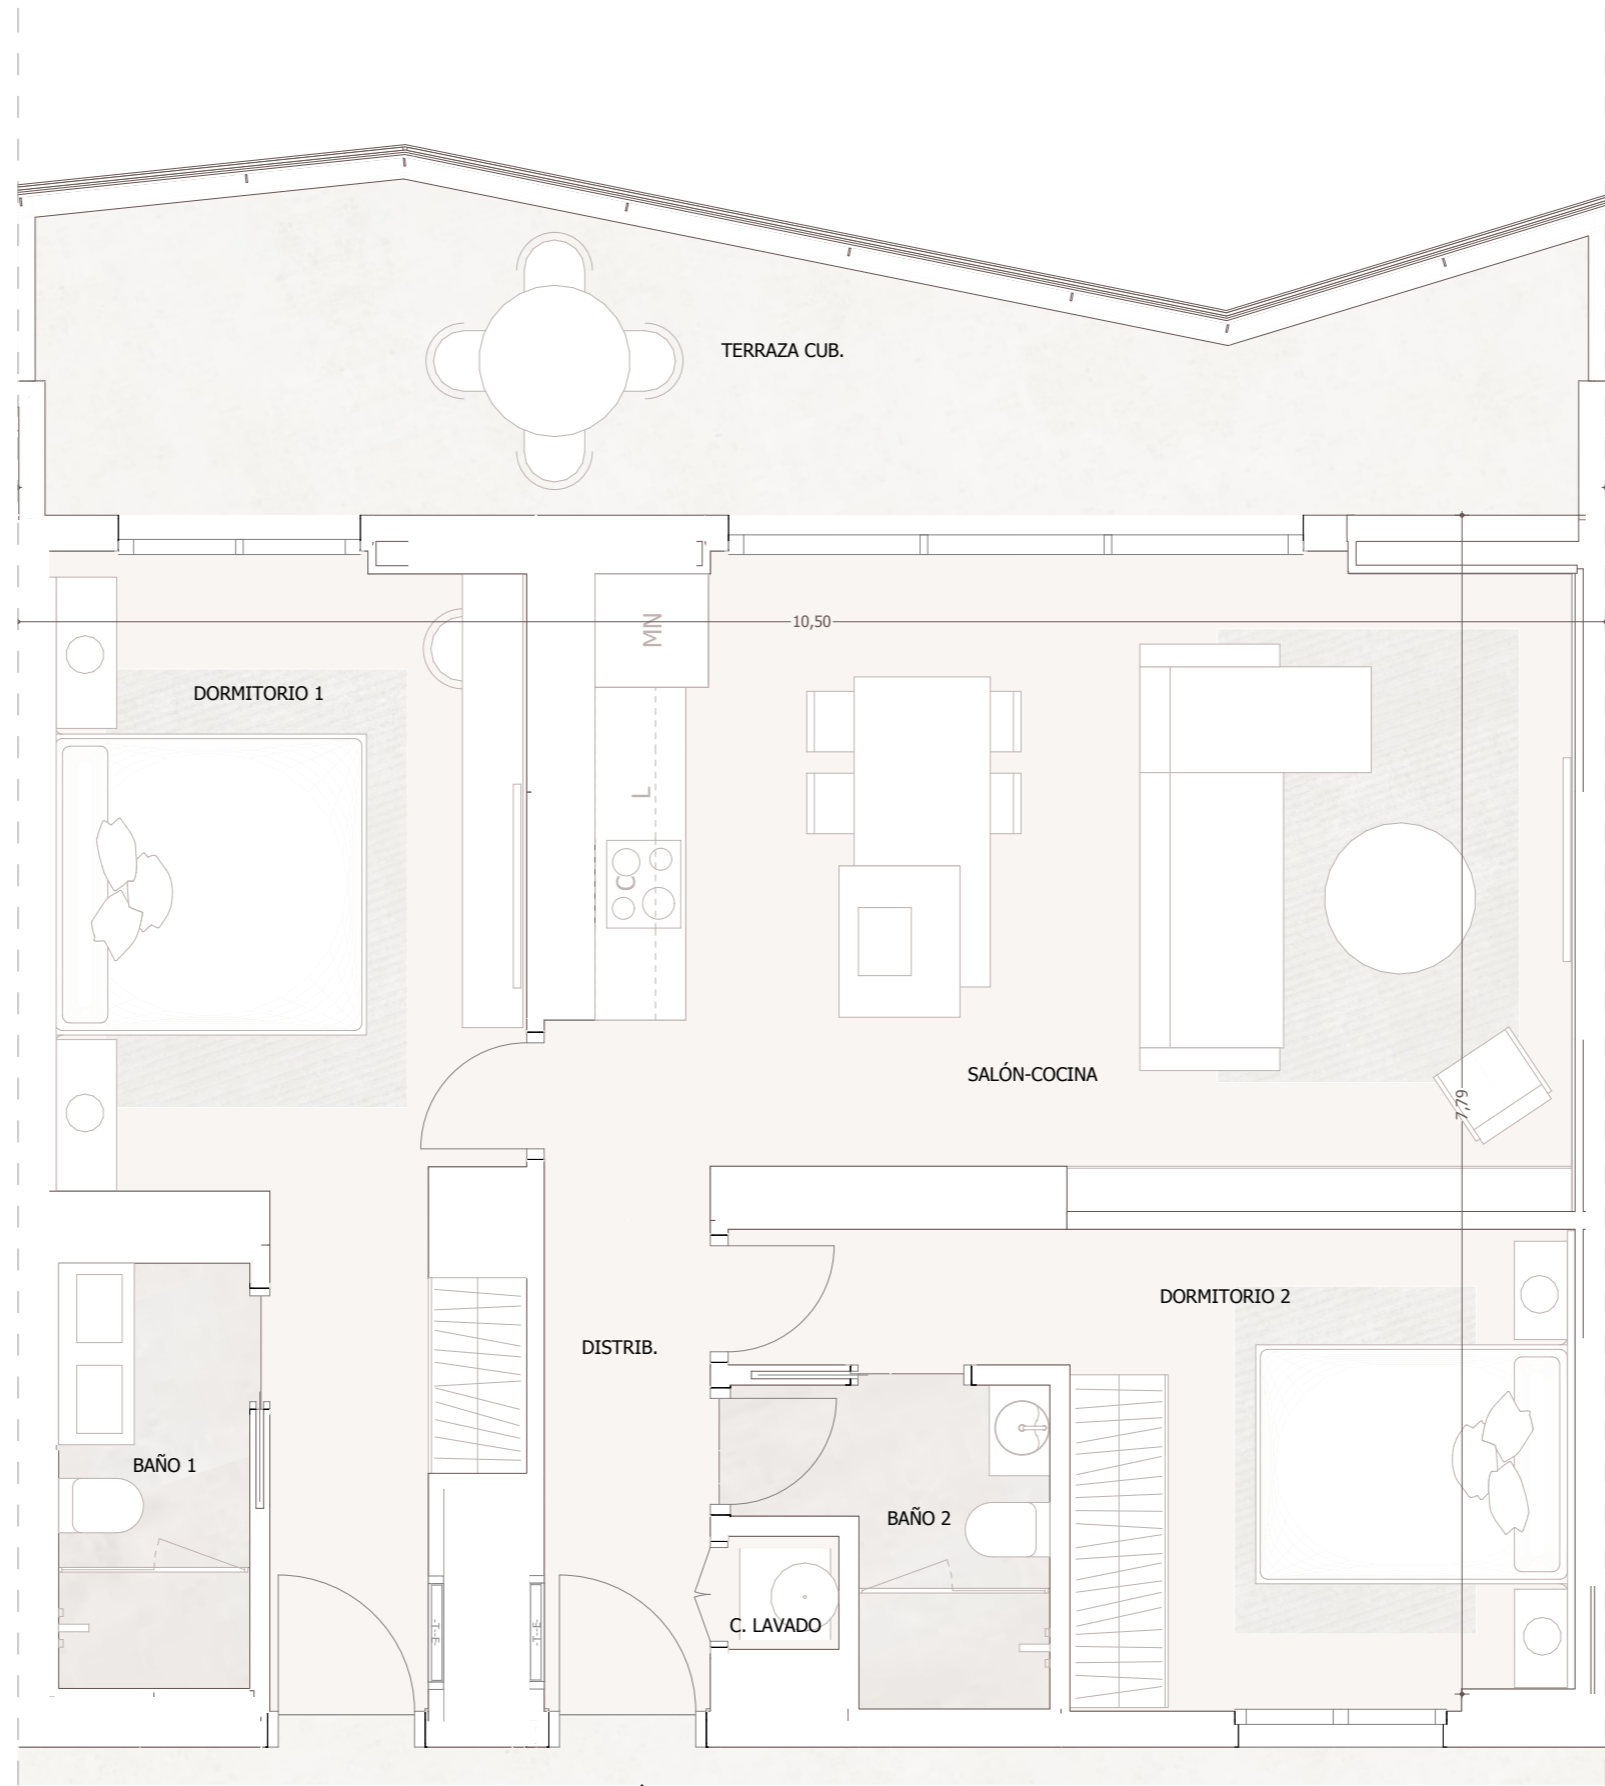 TERRAZA CUB.
10,50
MN
DORMITORIO 1
L
C
SALÓN-COCINA
7,79
DORMITORIO 2
DISTRIB.
BAÑO 1
BAÑO 2
C. LAVADO